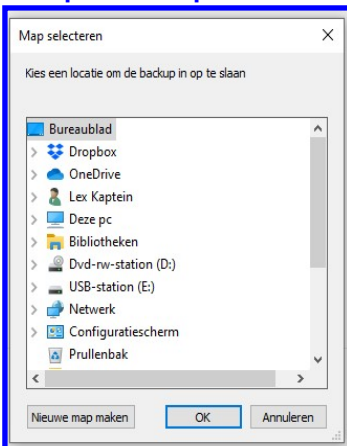 Map selecteren
Kies een locatie om de backup in op te slaan
Bureaublad
Dropbox
OneDrive
Lex Kaptein
Deze pc
Bibliotheken
Dvd-rw-station (D:)
USB-station (E:)
Netwerk
Configuratiescherm
Prullenbak
Nieuwe map maken OK Annuleren